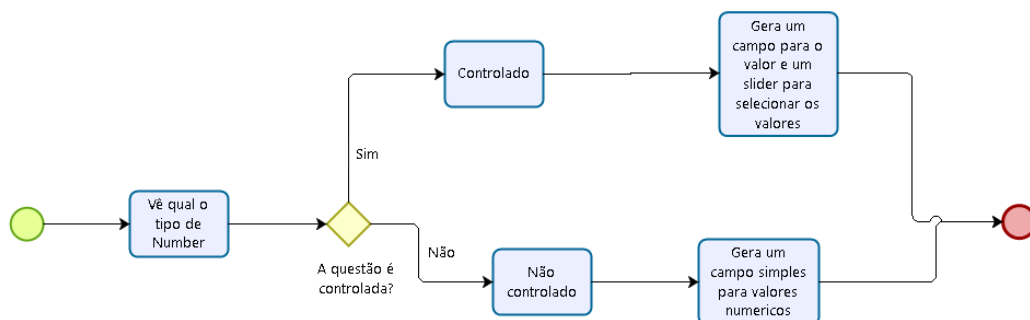 Vê qual o
tipo de
Number
A questão é
controlada?
Sim
Controlado
Gera um
campo para o
valor e um
slider para
selecionar os
valores
Não
Não
controlado
Gera um
campo simples
para valores
numericos